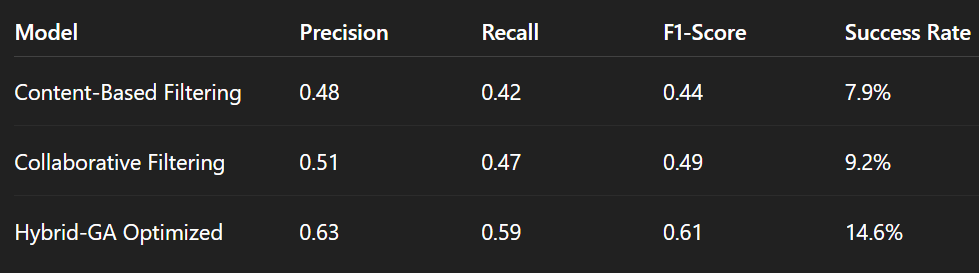 Model Precision Recall F1-Score Success Rate
Content-Based Filtering 0.48 0.42 0.44 7.9%
Collaborative Filtering 0.51 0.47 0.49 9.2%
Hybrid-GA Optimized 0.63 0.59 0.61 14.6%